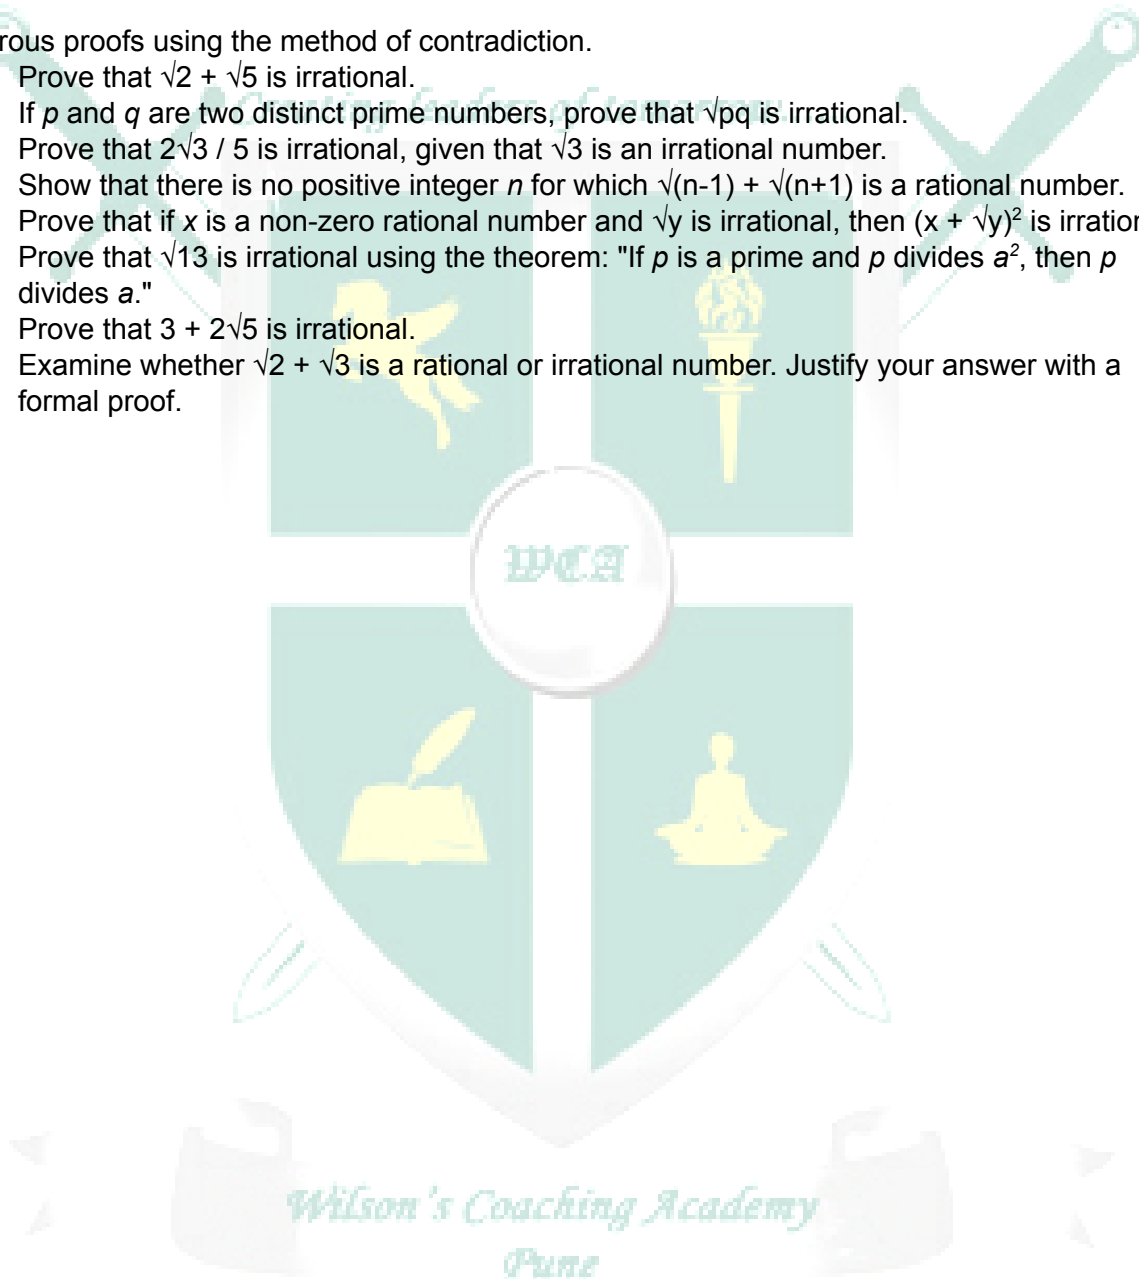 rous proofs using the method of contradiction.
Prove that √2 + √5 is irrational.
If p and q are two distinct prime numbers, prove that √pq is irrational.
Prove that 2√3 / 5 is irrational, given that √3 is an irrational number.
Show that there is no positive integer n for which √(n-1) + √(n+1) is a rational number.
Prove that if x is a non-zero rational number and √y is irrational, then (x + √y)² is irration
Prove that √13 is irrational using the theorem: "If p is a prime and p divides a², then p
divides a."
Prove that 3 + 2√5 is irrational.
Examine whether √2 + √3 is a rational or irrational number. Justify your answer with a
formal proof.
WCA
Wilson's Coaching Academy
Pune